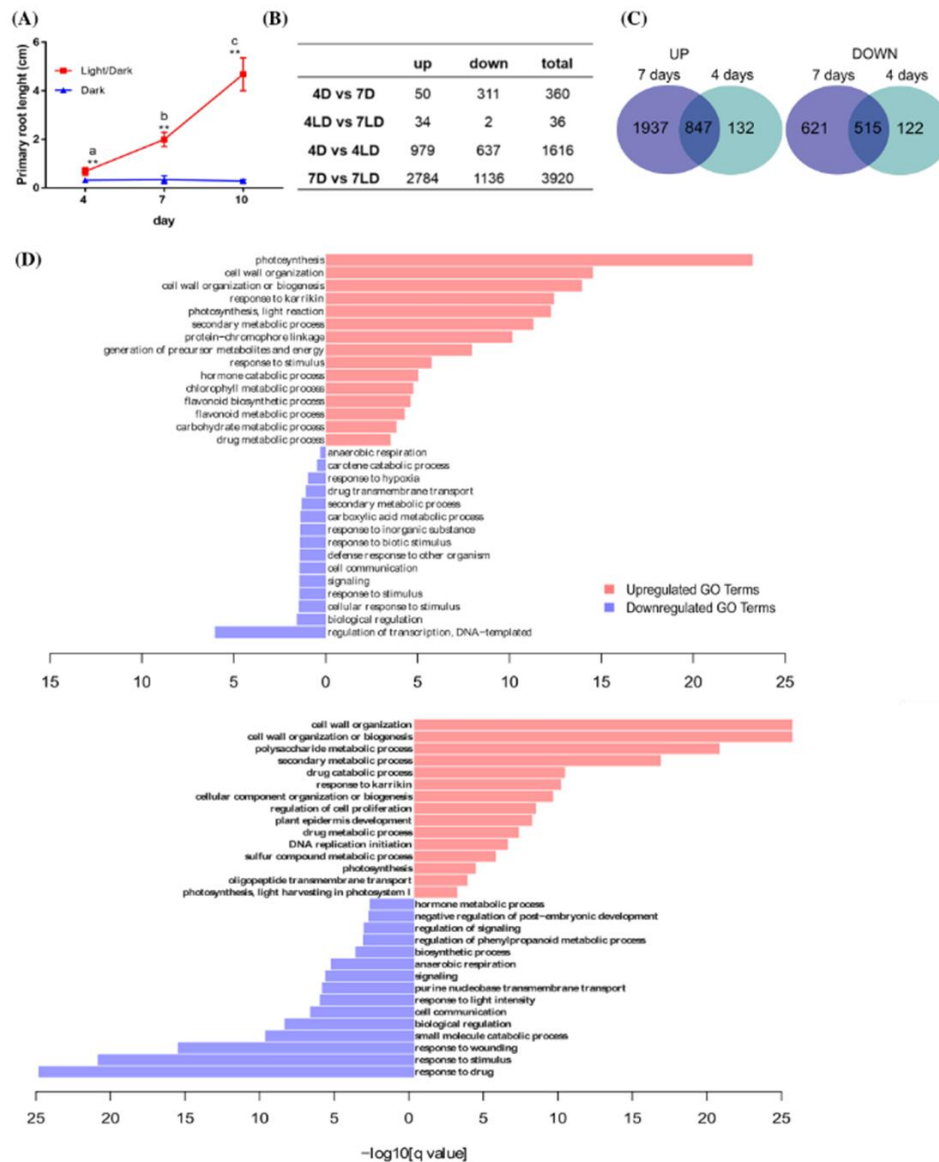 (A)
Primary root lenght (cm)
6
4
2
0
Light/Dark
Dark
a
**
b
**
c
**
4 7 10
day
(B)
up down total
4D vs 7D 50 311 360
4LD vs 7LD 34 2 36
4D vs 4LD 979 637 1616
7D vs 7LD 2784 1136 3920
(C)
UP
7 days 4 days
1937 847 132
DOWN
7 days 4 days
621 515 122
(D)
photosynthesis
cell wall organization
cell wall organization or biogenesis
response to karrikin
photosynthesis, light reaction
secondary metabolic process
protein-chromophore linkage
generation of precursor metabolites and energy
response to stimulus
hormone catabolic process
chlorophyll metabolic process
flavonoid biosynthetic process
flavonoid metabolic process
carbohydrate metabolic process
drug metabolic process
anaerobic respiration
carotene catabolic process
response to hypoxia
drug transmembrane transport
secondary metabolic process
carboxylic acid metabolic process
response to inorganic substance
response to biotic stimulus
defense response to other organism
cell communication
signaling
response to stimulus
cellular response to stimulus
biological regulation
regulation of transcription, DNA-templated
Upregulated GO Terms
Downregulated GO Terms
15 10 5 0 5 10 15 20 25
cell wall organization
cell wall organization or biogenesis
polysaccharide metabolic process
secondary metabolic process
drug catabolic process
response to karrikin
cellular component organization or biogenesis
regulation of cell proliferation
plant epidermis development
drug metabolic process
DNA replication initiation
sulfur compound metabolic process
photosynthesis
oligopeptide transmembrane transport
photosynthesis, light harvesting in photosystem I
hormone metabolic process
negative regulation of post-embryonic development
regulation of signaling
regulation of phenylpropanoid metabolic process
biosynthetic process
anaerobic respiration
signaling
purine nucleobase transmembrane transport
response to light intensity
cell communication
biological regulation
small molecule catabolic process
response to wounding
response to stimulus
response to drug
25 20 15 10 5 0 5 10 15 20 25
−log10[q value]